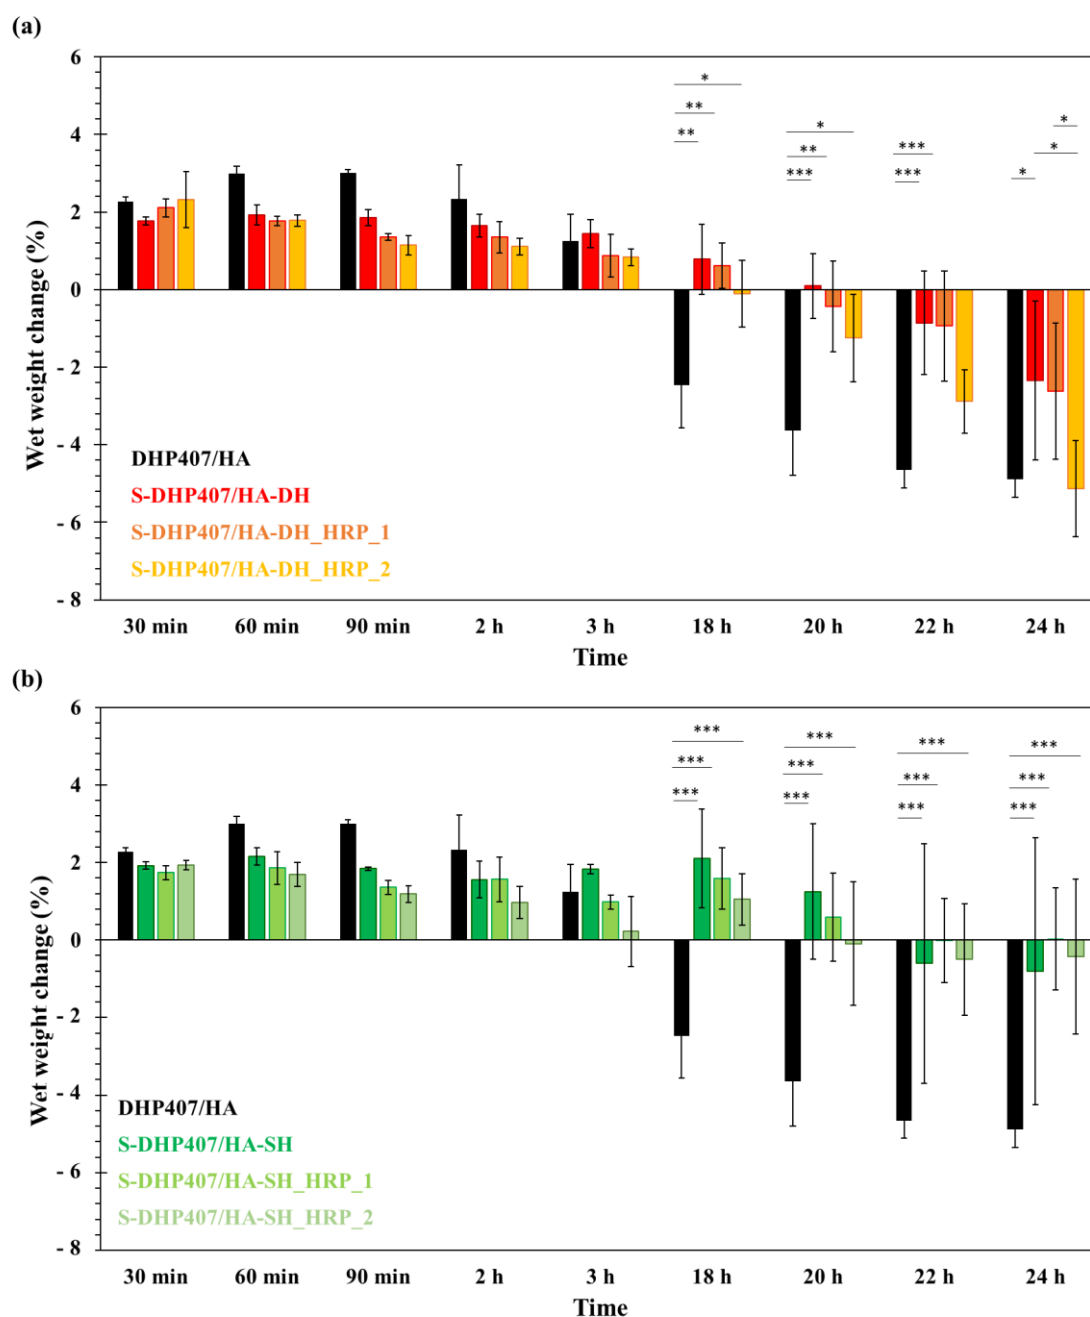 (a)
6
4
2
0
- 2
- 4
- 6
- 8
Wet weight change (%)
* ** **
* ** ***
*** ***
* * *
DHP407/HA
S-DHP407/HA-DH
S-DHP407/HA-DH_HRP_1
S-DHP407/HA-DH_HRP_2
30 min 60 min 90 min 2 h 3 h 18 h 20 h 22 h 24 h
Time
(b)
6
4
2
0
- 2
- 4
- 6
- 8
Wet weight change (%)
*** *** ***
*** *** ***
*** *** ***
*** *** ***
DHP407/HA
S-DHP407/HA-SH
S-DHP407/HA-SH_HRP_1
S-DHP407/HA-SH_HRP_2
30 min 60 min 90 min 2 h 3 h 18 h 20 h 22 h 24 h
Time